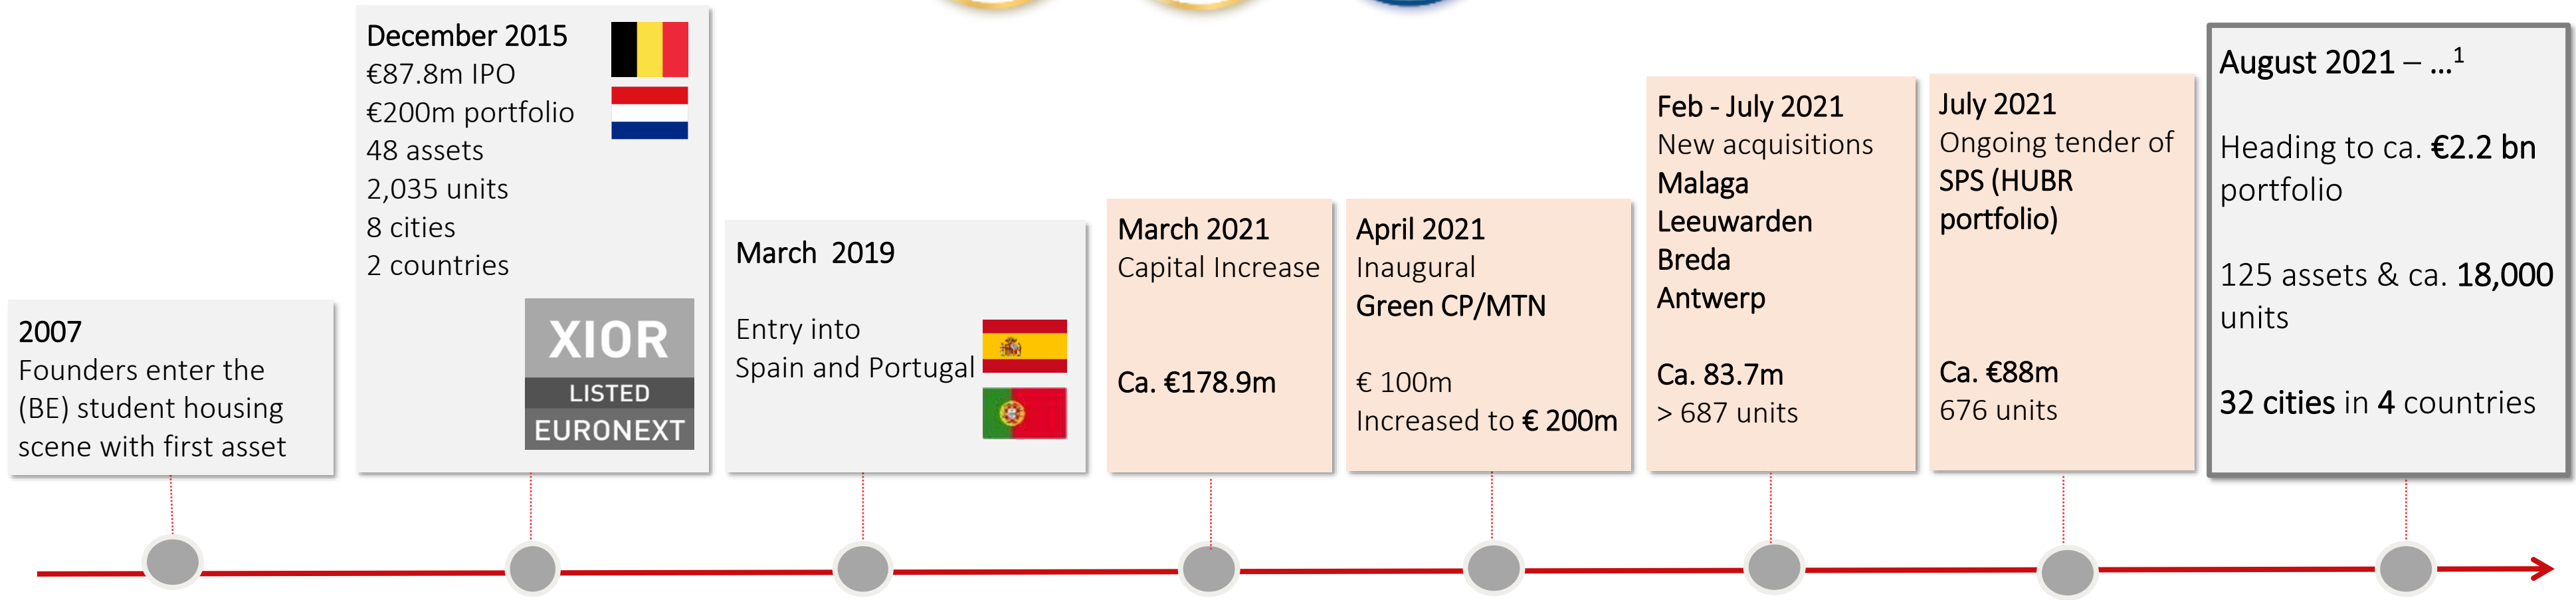 2007
Founders enter the
(BE) student housing
scene with first asset
December 2015
€87.8m IPO
€200m portfolio
48 assets
2,035 units
8 cities
2 countries
XIOR
LISTED
EURONEXT
March 2019
Entry into
Spain and Portugal
March 2021
Capital Increase
Ca. €178.9m
April 2021
Inaugural
Green CP/MTN
€ 100m
Increased to € 200m
Feb - July 2021
New acquisitions
Malaga
Leeuwarden
Breda
Antwerp
Ca. 83.7m
> 687 units
July 2021
Ongoing tender of
SPS (HUBR
portfolio)
Ca. €88m
676 units
August 2021 – …¹
Heading to ca. €2.2 bn
portfolio
125 assets & ca. 18,000
units
32 cities in 4 countries